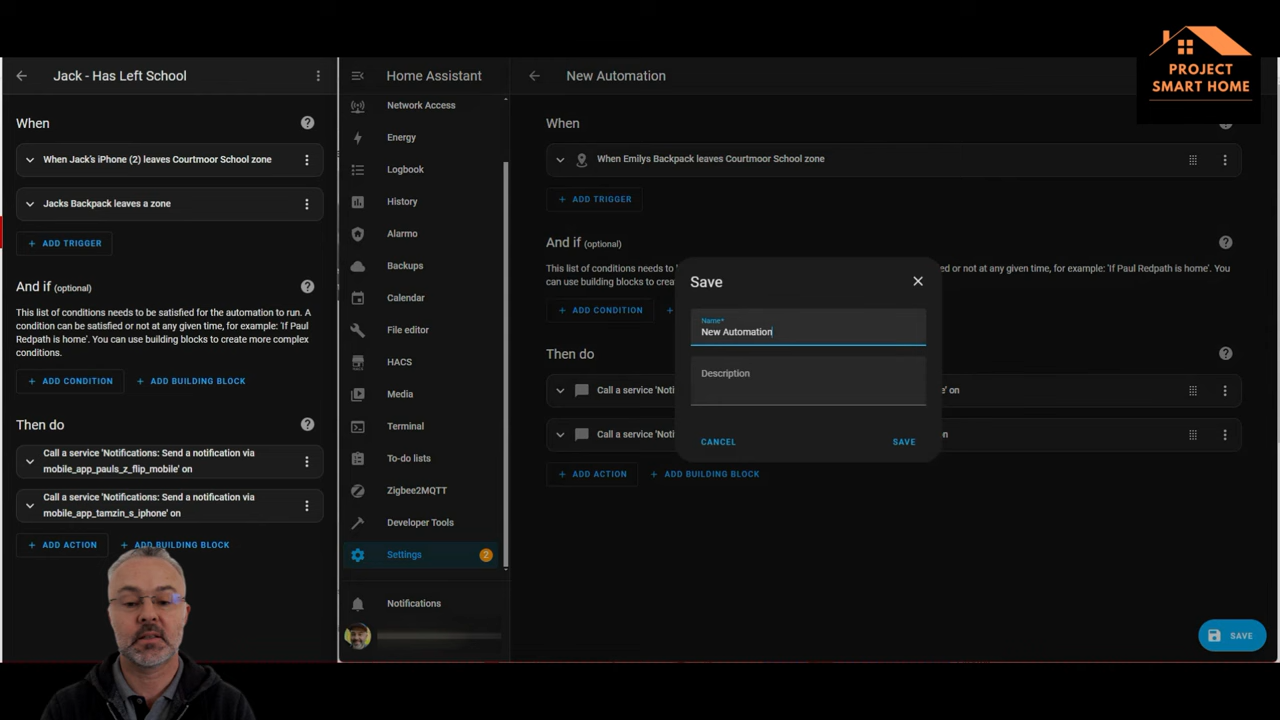 PROJECT
SMART HOME
Jack - Has Left School
When
When Jack's iPhone (2) leaves Courtmoor School zone
Jacks Backpack leaves a zone
+ ADD TRIGGER
And if (optional)
This list of conditions needs to be satisfied for the automation to run. A
condition can be satisfied or not at any given time, for example: 'If Paul
Redpath is home'. You can use building blocks to create more complex
conditions.
+ ADD CONDITION
+ ADD BUILDING BLOCK
Then do
Call a service 'Notifications: Send a notification via
mobile_app_pauls_z_flip_mobile' on
Call a service 'Notifications: Send a notification via
mobile_app_tamzin_s_iphone' on
+ ADD ACTION
+ ADD BUILDING BLOCK
Home Assistant
Network Access
Energy
Logbook
History
Alarmo
Backups
Calendar
File editor
HACS
Media
Terminal
To-do lists
Zigbee2MQTT
Developer Tools
Settings
2
Notifications
New Automation
When
When Emilys Backpack leaves Courtmoor School zone
+ ADD TRIGGER
And if (optional)
This list of conditions needs to be s
ed or not at any given time, for example: 'If Paul Redpath is home'. You
can use building blocks to create
+ ADD CONDITION
+
Then do
Call a service 'Noti
e' on
Call a service 'Noti
n' on
+ ADD ACTION
+ ADD BUILDING BLOCK
Save
Name*
New Automation
Description
CANCEL
SAVE
SAVE